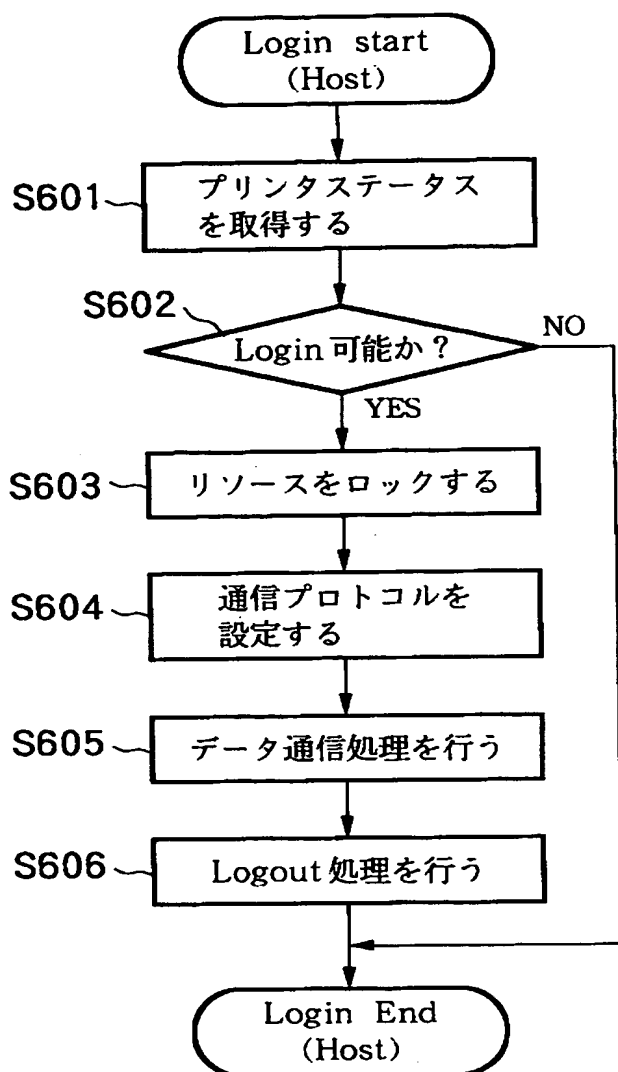 Login start
(Host)
S601
プリンタステータス
を取得する
S602
Login 可能か？
NO
YES
S603
リソースをロックする
S604
通信プロトコルを
設定する
S605
データ通信処理を行う
S606
Logout 処理を行う
Login End
(Host)